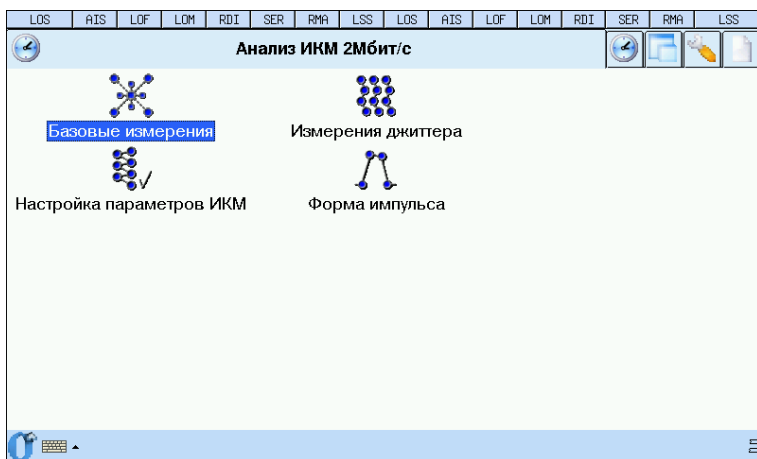 LOS AIS LOF LOM RDI SER RMA LSS LOS AIS LOF LOM RDI SER RMA LSS
Анализ ИКМ 2Мбит/с
Базовые измерения Измерения джиттера
Настройка параметров ИКМ Форма импульса